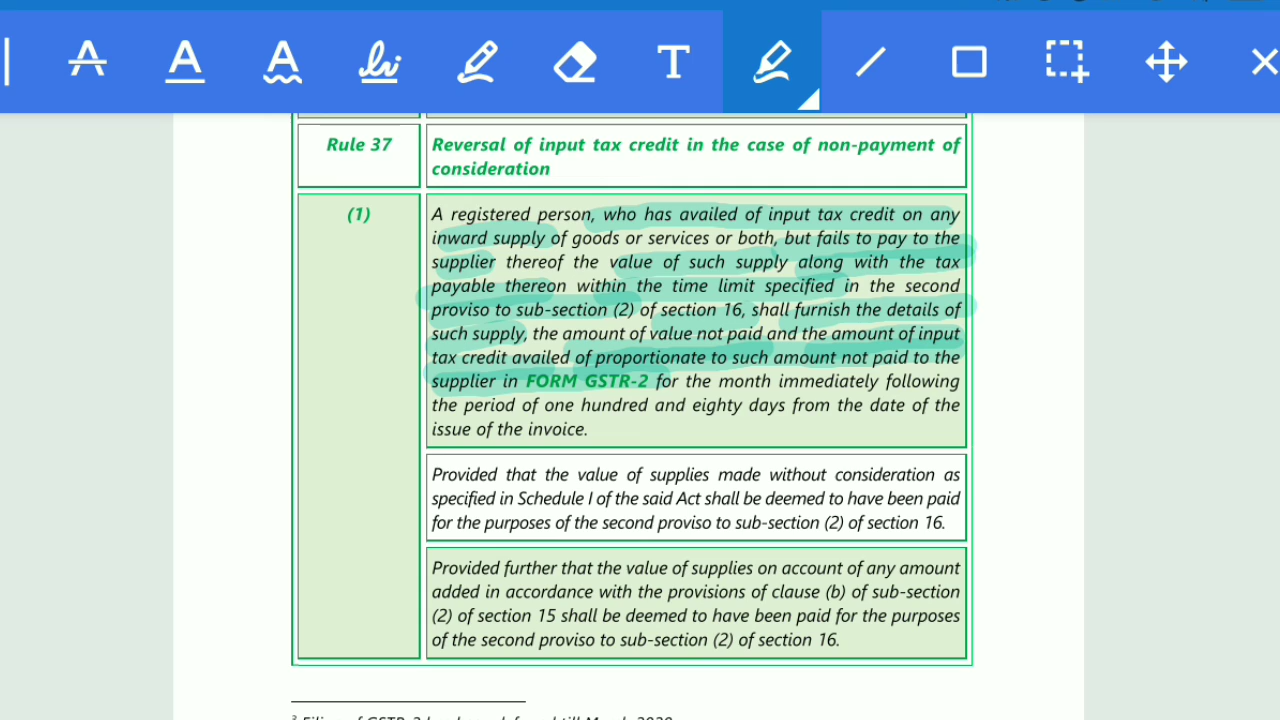 Rule 37
Reversal of input tax credit in the case of non-payment of
consideration
(1)
A registered person, who has availed of input tax credit on any
inward supply of goods or services or both, but fails to pay to the
supplier thereof the value of such supply along with the tax
payable thereon within the time limit specified in the second
proviso to sub-section (2) of section 16, shall furnish the details of
such supply, the amount of value not paid and the amount of input
tax credit availed of proportionate to such amount not paid to the
supplier in FORM GSTR-2 for the month immediately following
the period of one hundred and eighty days from the date of the
issue of the invoice.
Provided that the value of supplies made without consideration as
specified in Schedule I of the said Act shall be deemed to have been paid
for the purposes of the second proviso to sub-section (2) of section 16.
Provided further that the value of supplies on account of any amount
added in accordance with the provisions of clause (b) of sub-section
(2) of section 15 shall be deemed to have been paid for the purposes
of the second proviso to sub-section (2) of section 16.